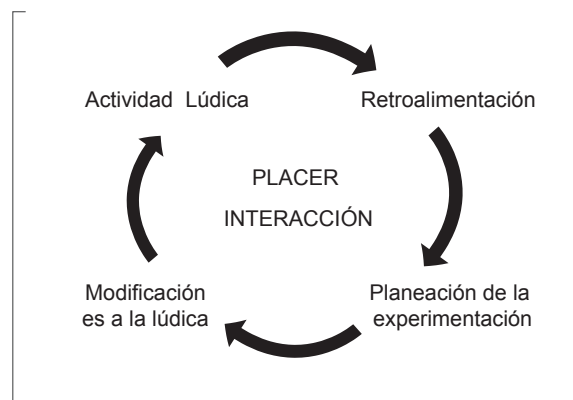 Actividad Lúdica
Retroalimentación
PLACER
INTERACCIÓN
Modificación
es a la lúdica
Planeación de la
experimentación